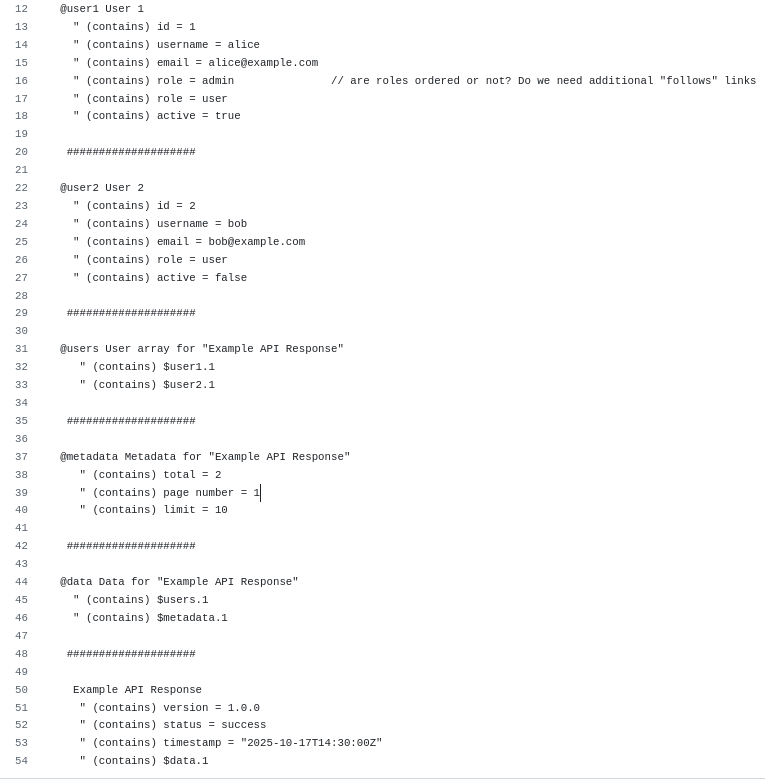 12 @user1 User 1
13 " (contains) id = 1
14 " (contains) username = alice
15 " (contains) email = alice@example.com
16 " (contains) role = admin // are roles ordered or not? Do we need additional "follows" links
17 " (contains) role = user
18 " (contains) active = true
19
20 ####################
21
22 @user2 User 2
23 " (contains) id = 2
24 " (contains) username = bob
25 " (contains) email = bob@example.com
26 " (contains) role = user
27 " (contains) active = false
28
29 ####################
30
31 @users User array for "Example API Response"
32 " (contains) $user1.1
33 " (contains) $user2.1
34
35 ####################
36
37 @metadata Metadata for "Example API Response"
38 " (contains) total = 2
39 " (contains) page number = 1
40 " (contains) limit = 10
41
42 ####################
43
44 @data Data for "Example API Response"
45 " (contains) $users.1
46 " (contains) $metadata.1
47
48 ####################
49
50 Example API Response
51 " (contains) version = 1.0.0
52 " (contains) status = success
53 " (contains) timestamp = "2025-10-17T14:30:00Z"
54 " (contains) $data.1